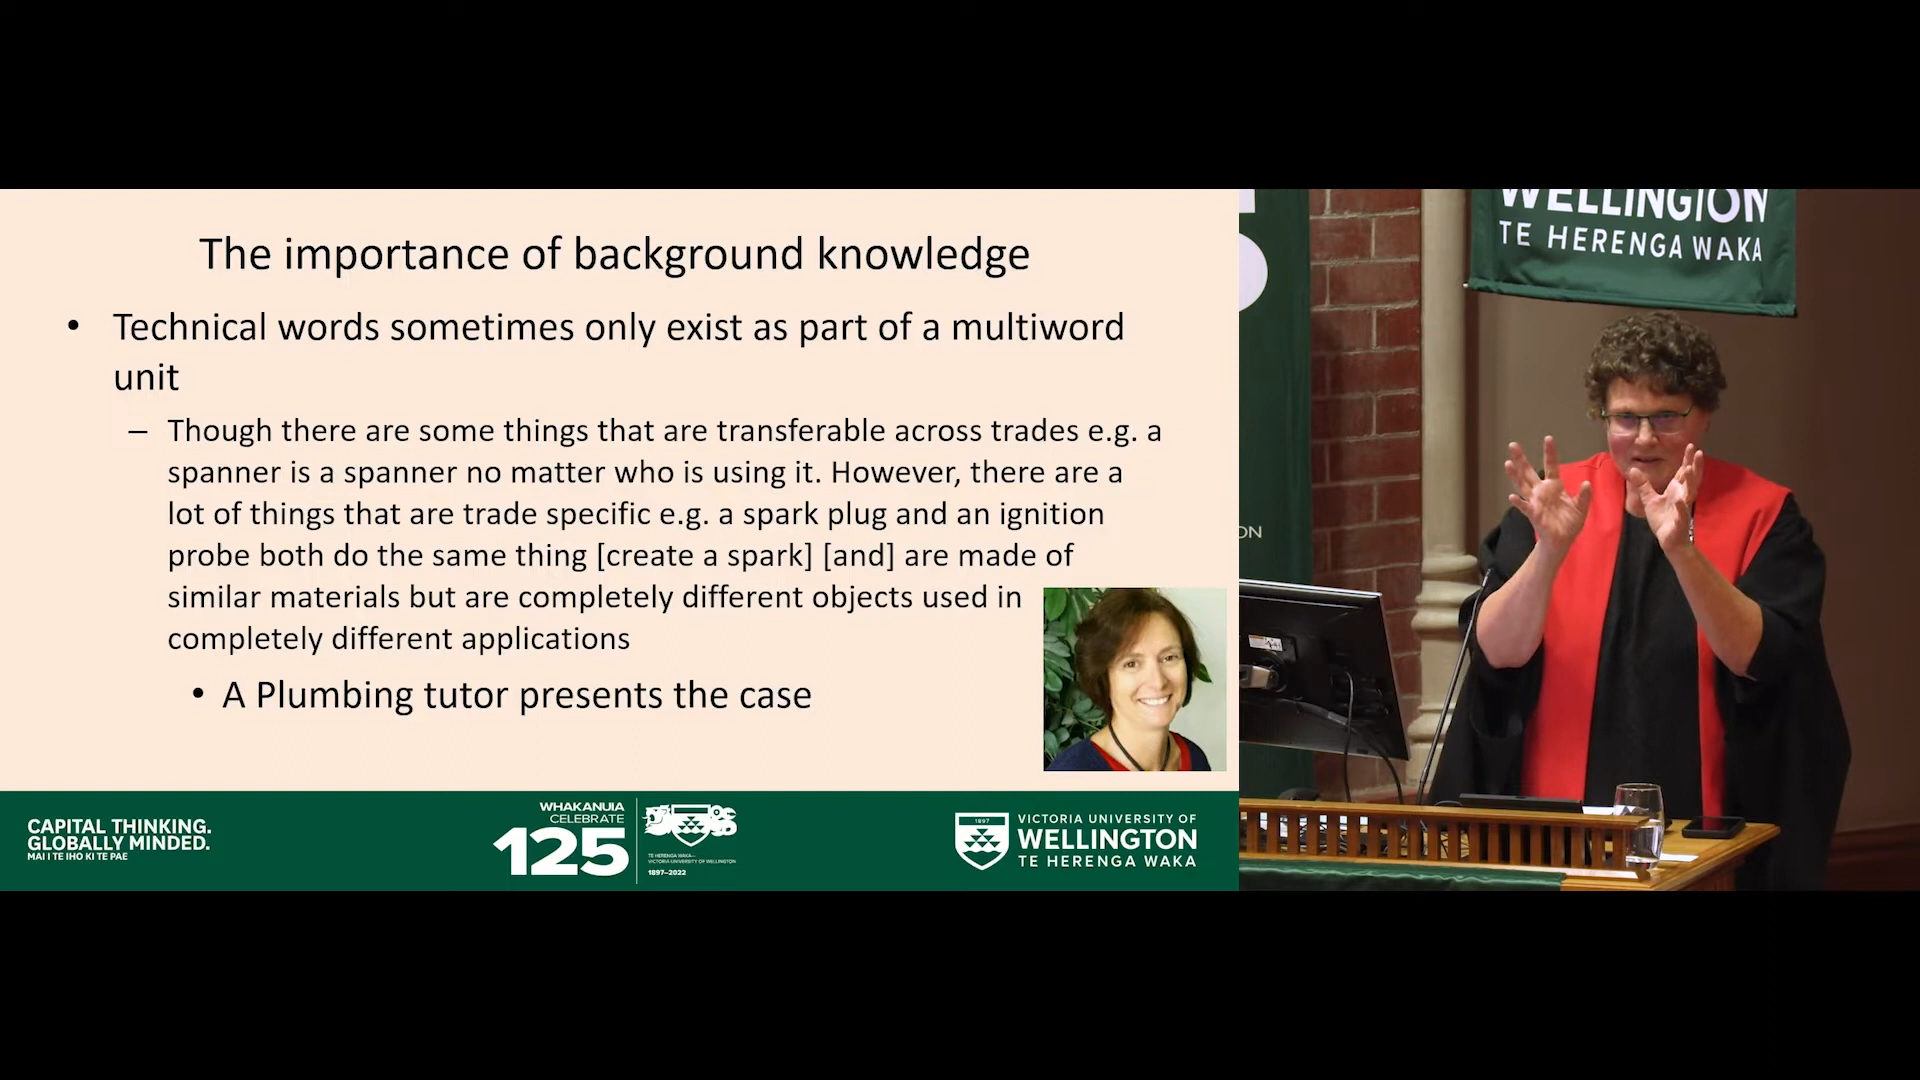 The importance of background knowledge
• Technical words sometimes only exist as part of a multiword
unit
– Though there are some things that are transferable across trades e.g. a
spanner is a spanner no matter who is using it. However, there are a
lot of things that are trade specific e.g. a spark plug and an ignition
probe both do the same thing [create a spark] [and] are made of
similar materials but are completely different objects used in
completely different applications
• A Plumbing tutor presents the case
CAPITAL THINKING.
GLOBALLY MINDED.
MAI I TE IHO KI TE PAE
WHAKANUIA
CELEBRATE
125
TE HERENGA WAKA—
VICTORIA UNIVERSITY OF WELLINGTON
1897–2022
1897
VICTORIA UNIVERSITY OF
WELLINGTON
TE HERENGA WAKA
WELLINGTON
TE HERENGA WAKA
ON